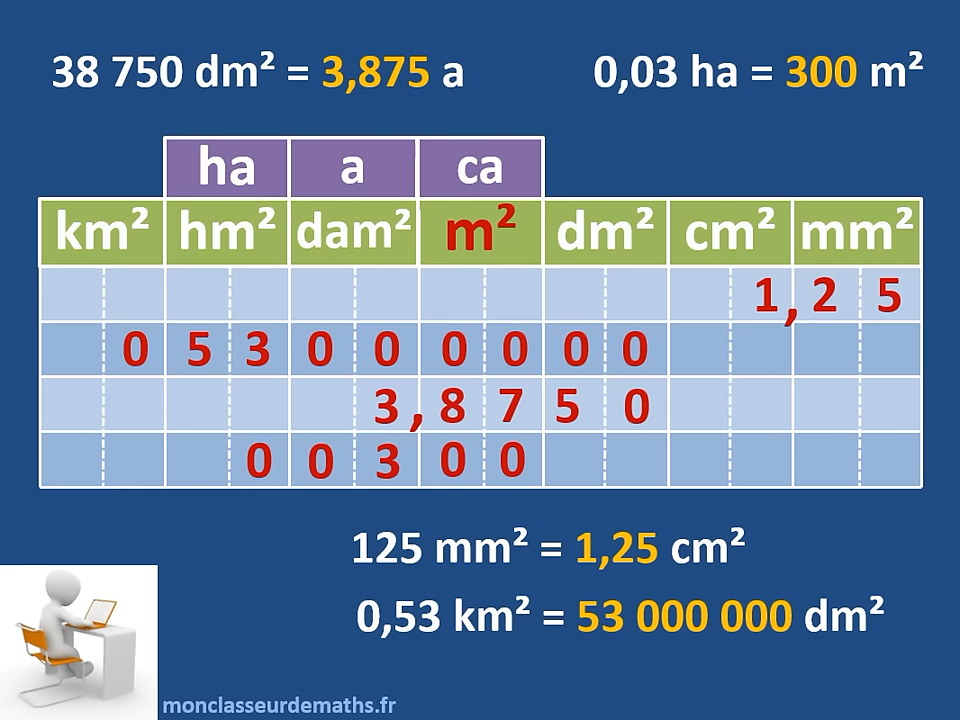 38 750 dm² = 3,875 a
0,03 ha = 300 m²
ha a ca
km² hm² dam² m² dm² cm² mm²
1, 2 5
0 5 3 0 0 0 0 0 0
3, 8 7 5 0
0 0 3 0 0
125 mm² = 1,25 cm²
0,53 km² = 53 000 000 dm²
monclasseurdemaths.fr